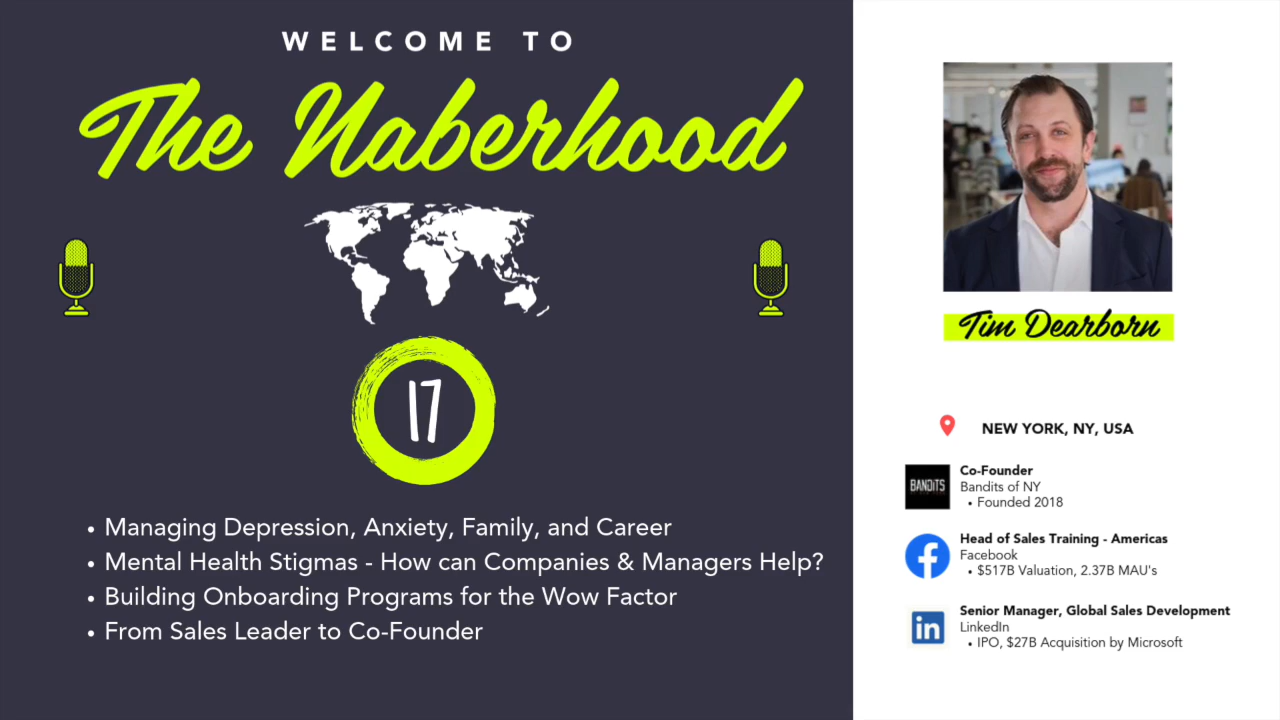 WELCOME TO
The Naberhood
17
• Managing Depression, Anxiety, Family, and Career
• Mental Health Stigmas - How can Companies & Managers Help?
• Building Onboarding Programs for the Wow Factor
• From Sales Leader to Co-Founder
Tim Dearborn
NEW YORK, NY, USA
BANDITS
Co-Founder
Bandits of NY
• Founded 2018
f
Head of Sales Training - Americas
Facebook
• $517B Valuation, 2.37B MAU's
in
Senior Manager, Global Sales Development
LinkedIn
• IPO, $27B Acquisition by Microsoft